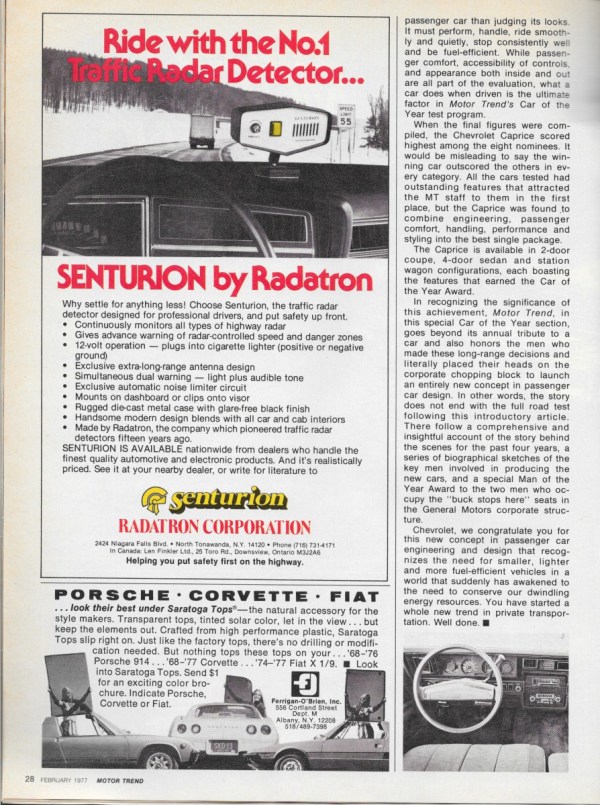 Ride with the No.1
Traffic Radar Detector...
SPEED
LIMIT
55
SENTURION
SENTURION by Radatron
Why settle for anything less! Choose Senturion, the traffic radar
detector designed for professional drivers, and put safety up front.
• Continuously monitors all types of highway radar
• Gives advance warning of radar-controlled speed and danger zones
• 12-volt operation — plugs into cigarette lighter (positive or negative
ground)
• Exclusive extra-long-range antenna design
• Simultaneous dual warning — light plus audible tone
• Exclusive automatic noise limiter circuit
• Mounts on dashboard or clips onto visor
• Rugged die-cast metal case with glare-free black finish
• Handsome modern design blends with all car and cab interiors
• Made by Radatron, the company which pioneered traffic radar
detectors fifteen years ago.
SENTURION IS AVAILABLE nationwide from dealers who handle the
finest quality automotive and electronic products. And it's realistically
priced. See it at your nearby dealer, or write for literature to
senturion
RADATRON CORPORATION
2424 Niagara Falls Blvd. • North Tonawanda, N.Y. 14120 • Phone (716) 731-4171
In Canada: Len Finkler Ltd., 25 Toro Rd., Downsview, Ontario M3J2A6
Helping you put safety first on the highway.
PORSCHE · CORVETTE · FIAT
. . . look their best under Saratoga Tops®—the natural accessory for the
style makers. Transparent tops, tinted solar color, let in the view . . . but
keep the elements out. Crafted from high performance plastic, Saratoga
Tops slip right on. Just like the factory tops, there's no drilling or modifi-
cation needed. But nothing tops these tops on your . . . '68-'76
Porsche 914 . . . '68-'77 Corvette . . . '74-'77 Fiat X 1/9. ■ Look
into Saratoga Tops. Send $1
for an exciting color bro-
chure. Indicate Porsche,
Corvette or Fiat.
Ferrigan-O'Brien, Inc.
556 Cortland Street
Dept. M
Albany, N.Y. 12208
518/489-7398
28 FEBRUARY 1977 MOTOR TREND
passenger car than judging its looks.
It must perform, handle, ride smooth-
ly and quietly, stop consistently well
and be fuel-efficient. While passen-
ger comfort, accessibility of controls,
and appearance both inside and out
are all part of the evaluation, what a
car does when driven is the ultimate
factor in Motor Trend's Car of the
Year test program.
When the final figures were com-
piled, the Chevrolet Caprice scored
highest among the eight nominees. It
would be misleading to say the win-
ning car outscored the others in ev-
ery category. All the cars tested had
outstanding features that attracted
the MT staff to them in the first
place, but the Caprice was found to
combine engineering, passenger
comfort, handling, performance and
styling into the best single package.
The Caprice is available in 2-door
coupe, 4-door sedan and station
wagon configurations, each boasting
the features that earned the Car of
the Year Award.
In recognizing the significance of
this achievement, Motor Trend, in
this special Car of the Year section,
goes beyond its annual tribute to a
car and also honors the men who
made these long-range decisions and
literally placed their heads on the
corporate chopping block to launch
an entirely new concept in passenger
car design. In other words, the story
does not end with the full road test
following this introductory article.
There follow a comprehensive and
insightful account of the story behind
the scenes for the past four years, a
series of biographical sketches of the
key men involved in producing the
new cars, and a special Man of the
Year Award to the two men who oc-
cupy the "buck stops here" seats in
the General Motors corporate struc-
ture.
Chevrolet, we congratulate you for
this new concept in passenger car
engineering and design that recog-
nizes the need for smaller, lighter
and more fuel-efficient vehicles in a
world that suddenly has awakened to
the need to conserve our dwindling
energy resources. You have started a
whole new trend in private transpor-
tation. Well done. ■